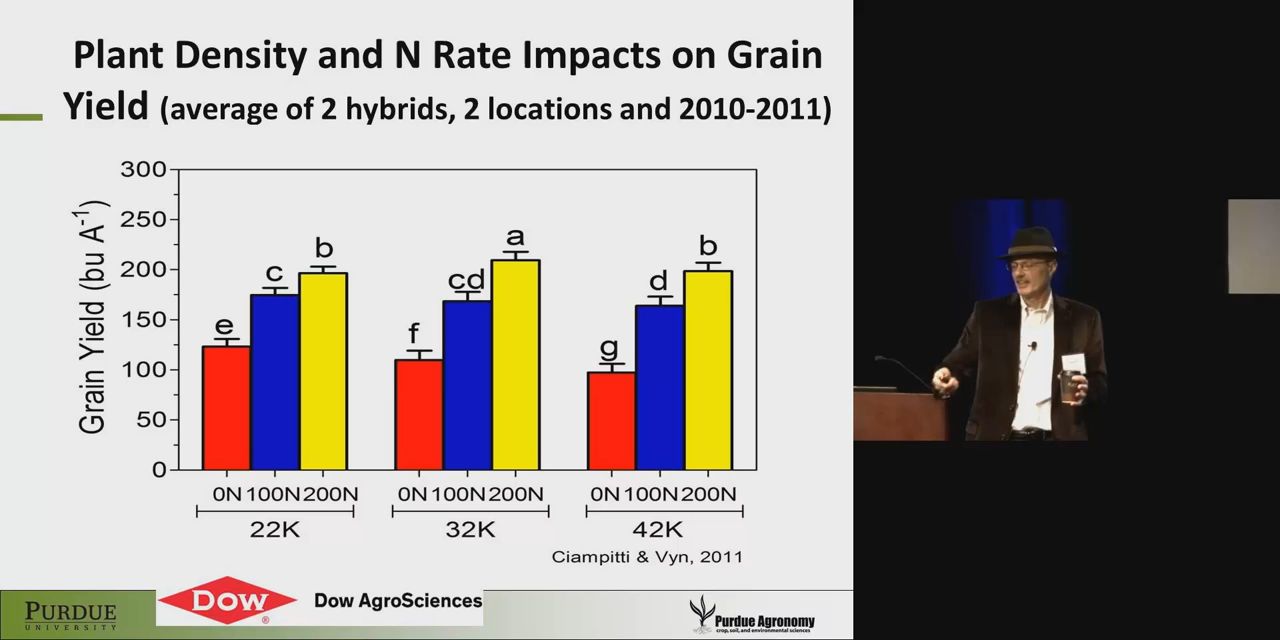 Plant Density and N Rate Impacts on Grain
Yield (average of 2 hybrids, 2 locations and 2010-2011)
Grain Yield (bu A-1)
300
250
200
150
100
50
0
e
c
b
f
cd
a
g
d
b
0N 100N 200N
0N 100N 200N
0N 100N 200N
22K
32K
42K
Ciampitti & Vyn, 2011
PURDUE
UNIVERSITY
DOW
®
Dow AgroSciences
Purdue Agronomy
crop, soil, and environmental sciences